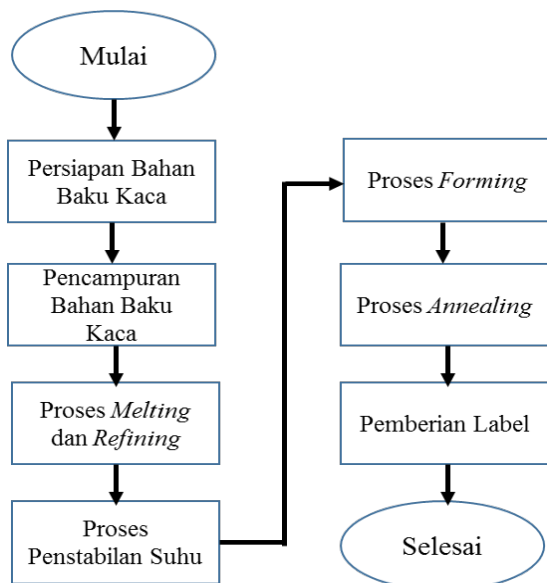 Mulai
Persiapan Bahan
Baku Kaca
Pencampuran
Bahan Baku
Kaca
Proses Melting
dan Refining
Proses
Penstabilan Suhu
Proses Forming
Proses Annealing
Pemberian Label
Selesai